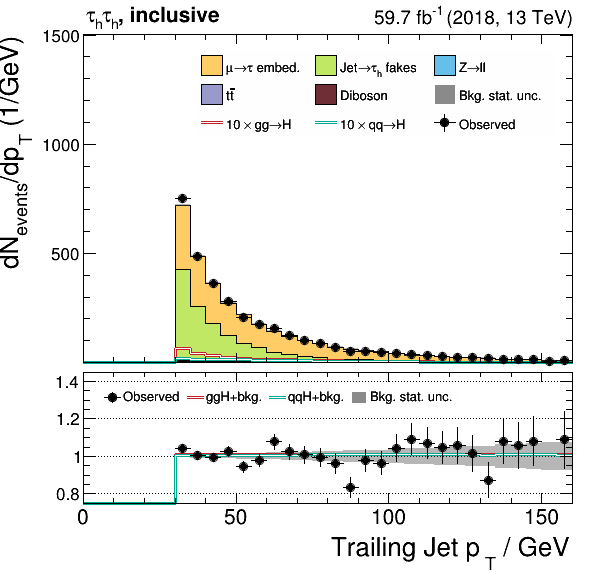 τhτh, inclusive
59.7 fb⁻¹ (2018, 13 TeV)
dNevents/dpT (1/GeV)
1500
1000
500
μ→τ embed.
Jet→τh fakes
Z→ll
tt̅
Diboson
Bkg. stat. unc.
10 × gg→H
10 × qq→H
Observed
1.4
1.2
1
0.8
Observed
ggH+bkg.
qqH+bkg.
Bkg. stat. unc.
0
50
100
150
Trailing Jet pT / GeV